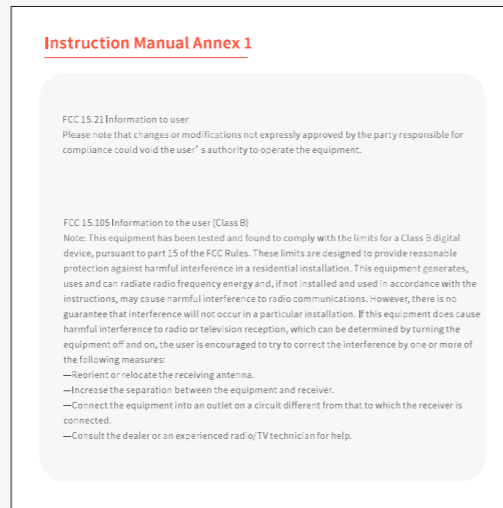 Instruction Manual Annex 1
FCC 15.21 Information to user
Please note that changes or modifications not expressly approved by the party responsible for
compliance could void the user's authority to operate the equipment.
FCC 15.105 Information to the user (Class B)
Note: This equipment has been tested and found to comply with the limits for a Class B digital
device, pursuant to part 15 of the FCC Rules. These limits are designed to provide reasonable
protection against harmful interference in a residential installation. This equipment generates,
uses and can radiate radio frequency energy and, if not installed and used in accordance with the
instructions, may cause harmful interference to radio communications. However, there is no
guarantee that interference will not occur in a particular installation. If this equipment does cause
harmful interference to radio or television reception, which can be determined by turning the
equipment off and on, the user is encouraged to try to correct the interference by one or more of
the following measures:
—Reorient or relocate the receiving antenna.
—Increase the separation between the equipment and receiver.
—Connect the equipment into an outlet on a circuit different from that to which the receiver is
connected.
—Consult the dealer or an experienced radio/TV technician for help.